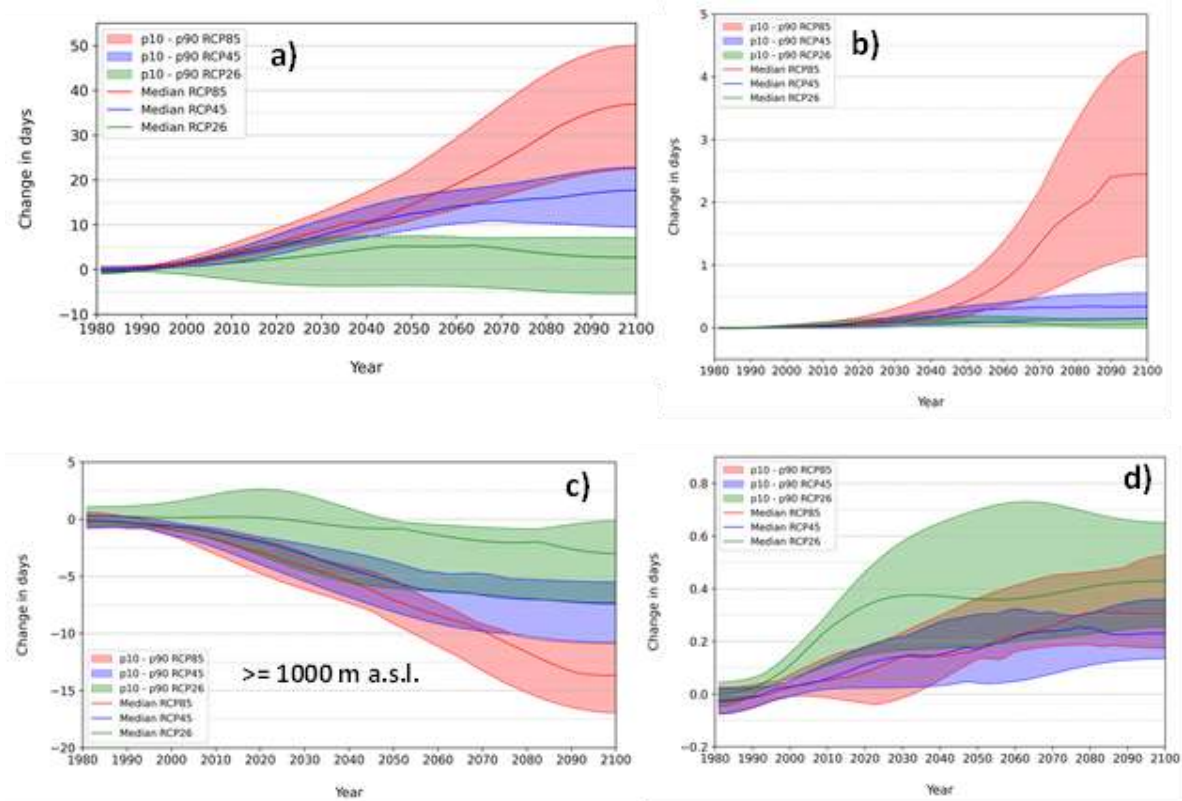 a)
p10 - p90 RCP85
p10 - p90 RCP45
p10 - p90 RCP26
Median RCP85
Median RCP45
Median RCP26
Change in days
50
40
30
20
10
0
−10
1980 1990 2000 2010 2020 2030 2040 2050 2060 2070 2080 2090 2100
Year
b)
p10 - p90 RCP85
p10 - p90 RCP45
p10 - p90 RCP26
Median RCP85
Median RCP45
Median RCP26
Change in days
5
4
3
2
1
0
1980 1990 2000 2010 2020 2030 2040 2050 2060 2070 2080 2090 2100
Year
c)
Change in days
5
0
−5
−10
−15
−20
p10 - p90 RCP85
p10 - p90 RCP45
p10 - p90 RCP26
Median RCP85
Median RCP45
Median RCP26
>= 1000 m a.s.l.
1980 1990 2000 2010 2020 2030 2040 2050 2060 2070 2080 2090 2100
Year
d)
p10 - p90 RCP85
p10 - p90 RCP45
p10 - p90 RCP26
Median RCP85
Median RCP45
Median RCP26
Change in days
0.8
0.6
0.4
0.2
0.0
−0.2
1980 1990 2000 2010 2020 2030 2040 2050 2060 2070 2080 2090 2100
Year